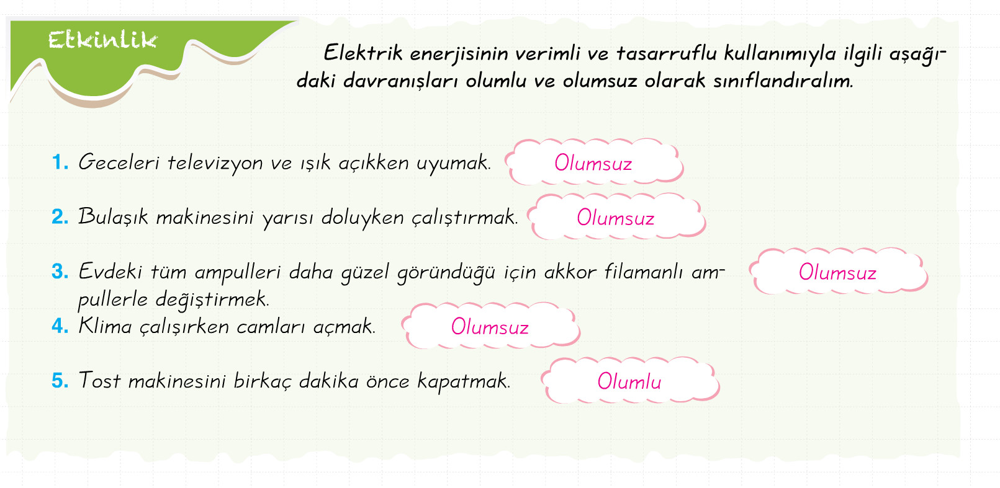 Etkinlik
Elektrik enerjisinin verimli ve tasarruflu kullanımıyla ilgili aşağı-
daki davranışları olumlu ve olumsuz olarak sınıflandıralım.
1. Geceleri televizyon ve ışık açıkken uyumak. Olumsuz
2. Bulaşık makinesini yarısı doluyken çalıştırmak. Olumsuz
3. Evdeki tüm ampulleri daha güzel göründüğü için akkor filamanlı am- Olumsuz
pullerle değiştirmek.
4. Klima çalışırken camları açmak. Olumsuz
5. Tost makinesini birkaç dakika önce kapatmak. Olumlu